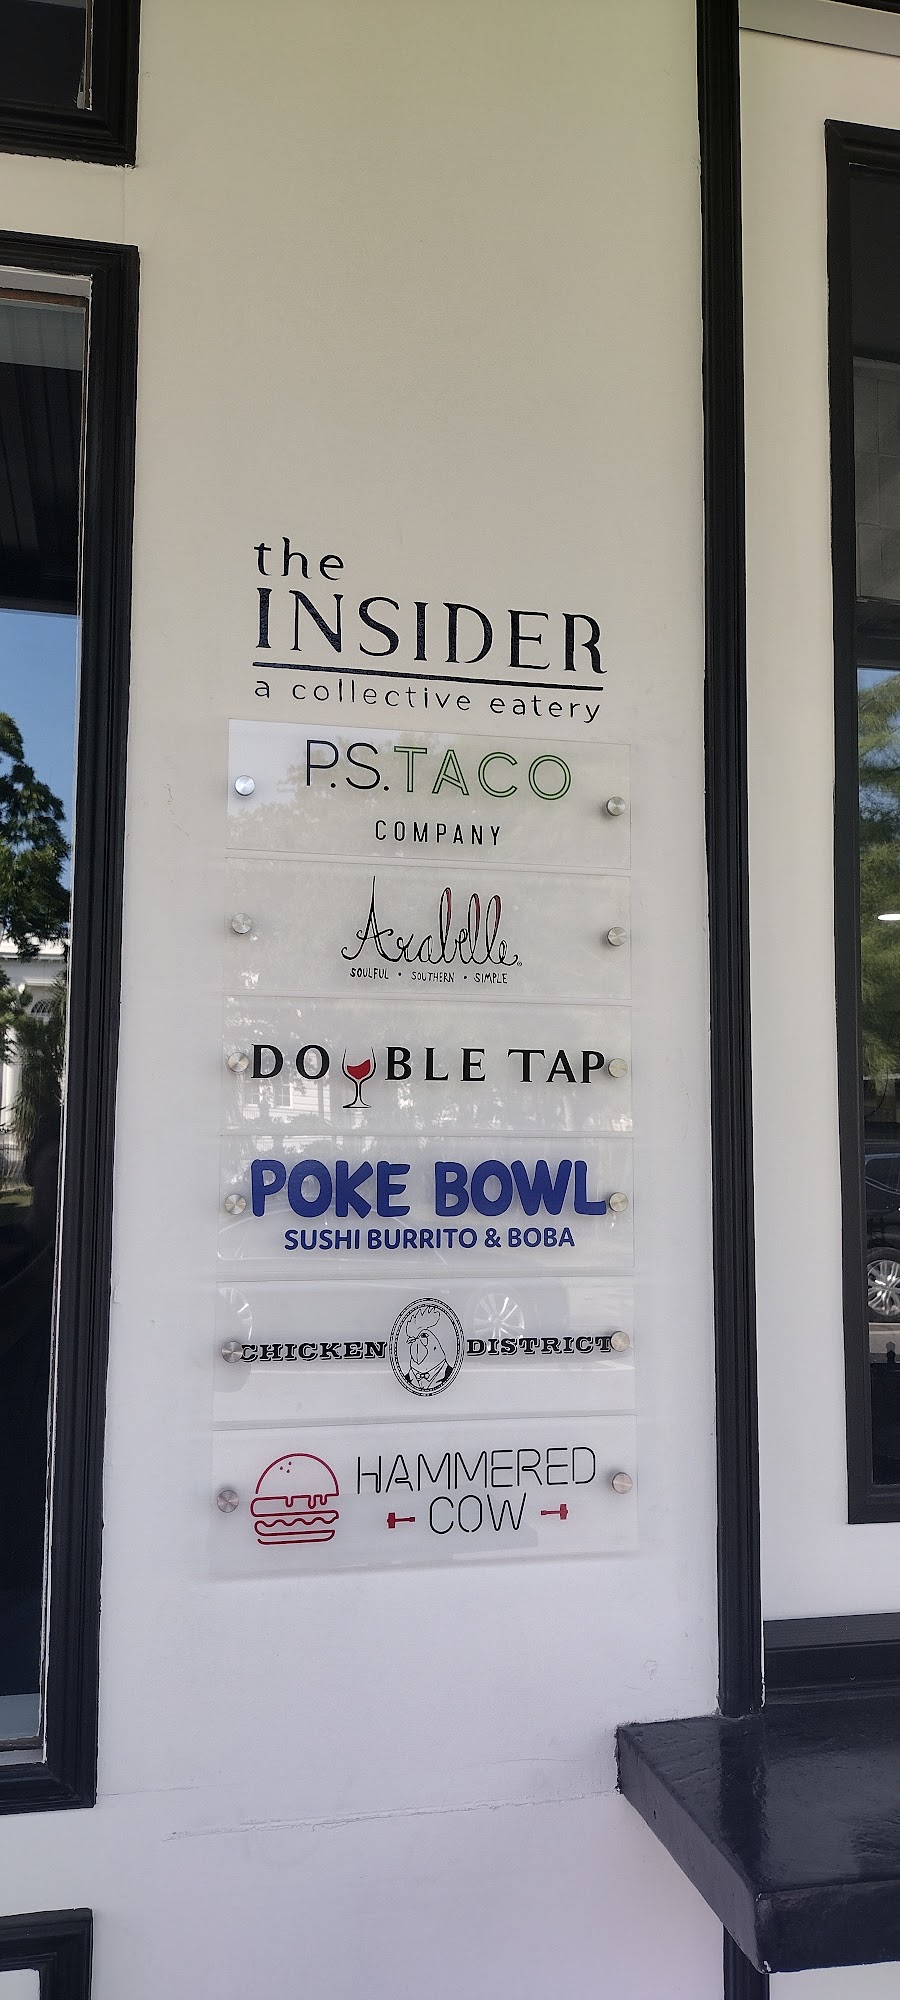 the
INSIDER
a collective eatery
P.S. TACO
COMPANY
Arabelle
SOULFUL • SOUTHERN • SIMPLE
DOUBLE TAP
POKE BOWL
SUSHI BURRITO & BOBA
CHICKEN DISTRICT
HAMMERED
COW